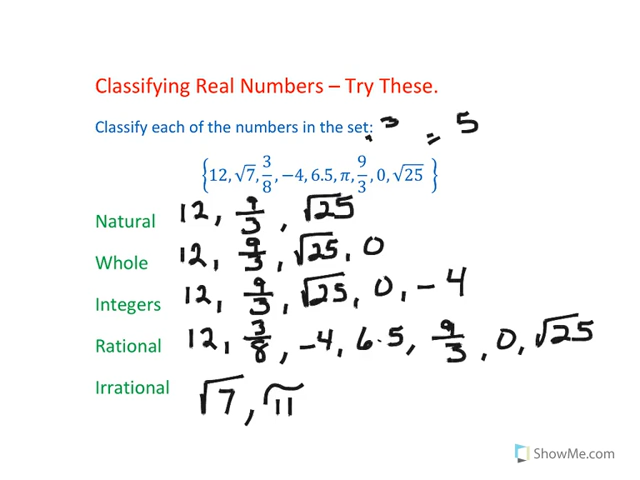 Classifying Real Numbers – Try These.
Classify each of the numbers in the set: 3 = 5
{12, √7, 3/8, −4, 6.5, π, 9/3, 0, √25 }
Natural 12, 9/3, √25
Whole 12, 9/3, √25, 0
Integers 12, 9/3, √25, 0, −4
Rational 12, 3/8, −4, 6.5, 9/3, 0, √25
Irrational √7, π
ShowMe.com